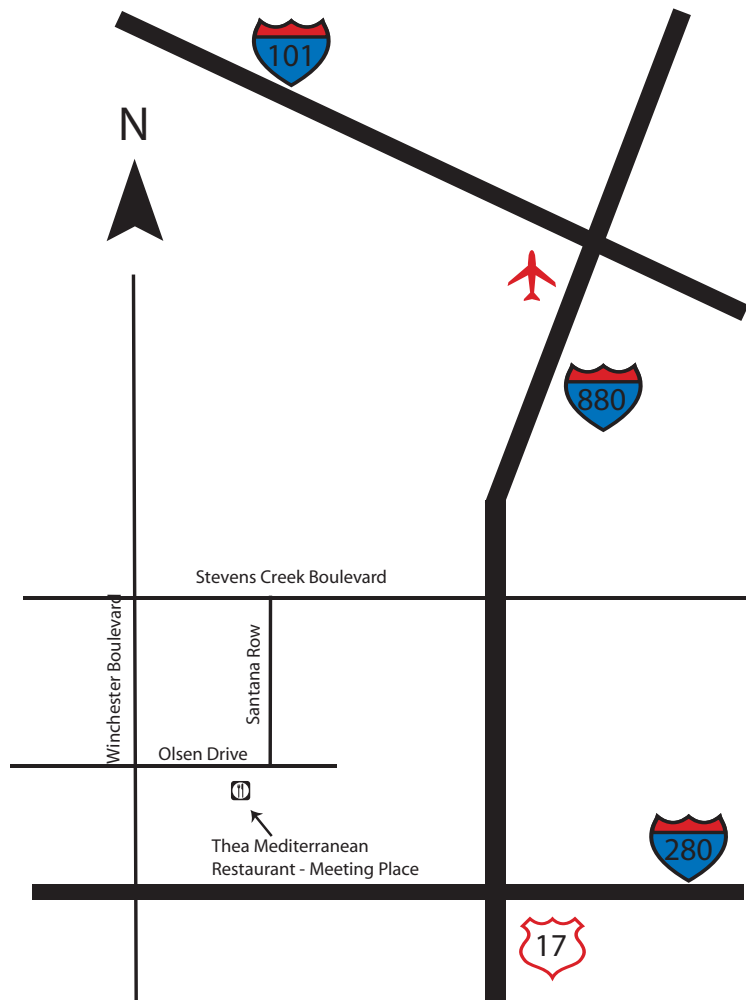 101
N
880
Stevens Creek Boulevard
Winchester Boulevard
Santana Row
Olsen Drive
Thea Mediterranean
Restaurant - Meeting Place
280
17